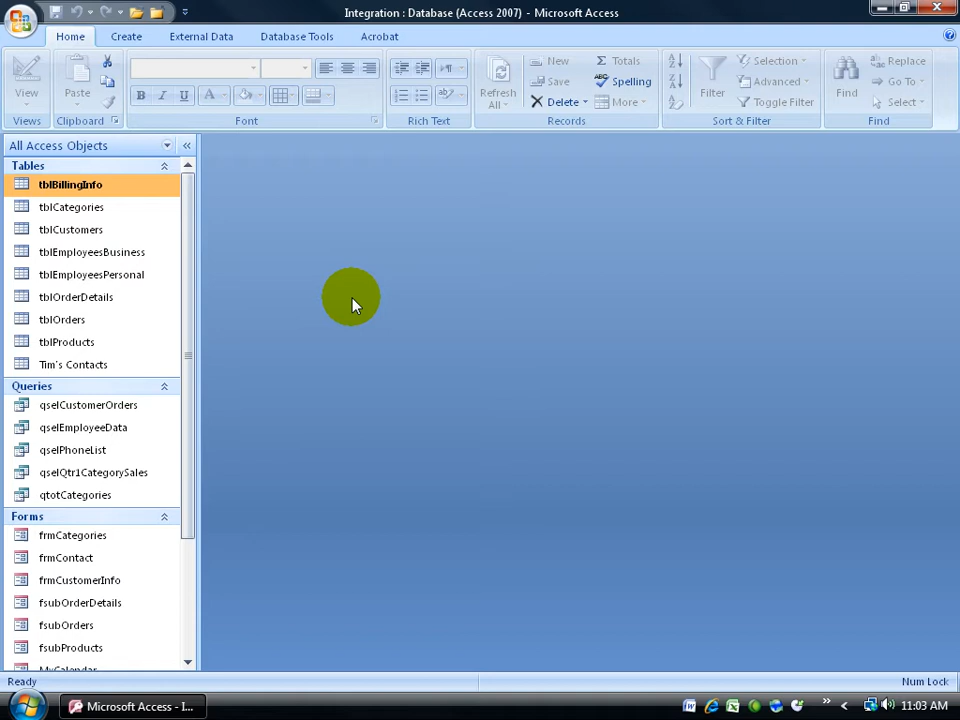 Integration : Database (Access 2007) - Microsoft Access
Home Create External Data Database Tools Acrobat
View Paste Refresh All New Save Delete Totals Spelling More Filter Selection Advanced Toggle Filter Find Replace Go To Select
B I U A
Views Clipboard Font Rich Text Records Sort & Filter Find
All Access Objects
Tables
tblBillingInfo
tblCategories
tblCustomers
tblEmployeesBusiness
tblEmployeesPersonal
tblOrderDetails
tblOrders
tblProducts
Tim's Contacts
Queries
qselCustomerOrders
qselEmployeeData
qselPhoneList
qselQtr1CategorySales
qtotCategories
Forms
frmCategories
frmContact
frmCustomerInfo
fsubOrderDetails
fsubOrders
fsubProducts
MyCalendar
Ready Num Lock
Microsoft Access - I... 11:03 AM